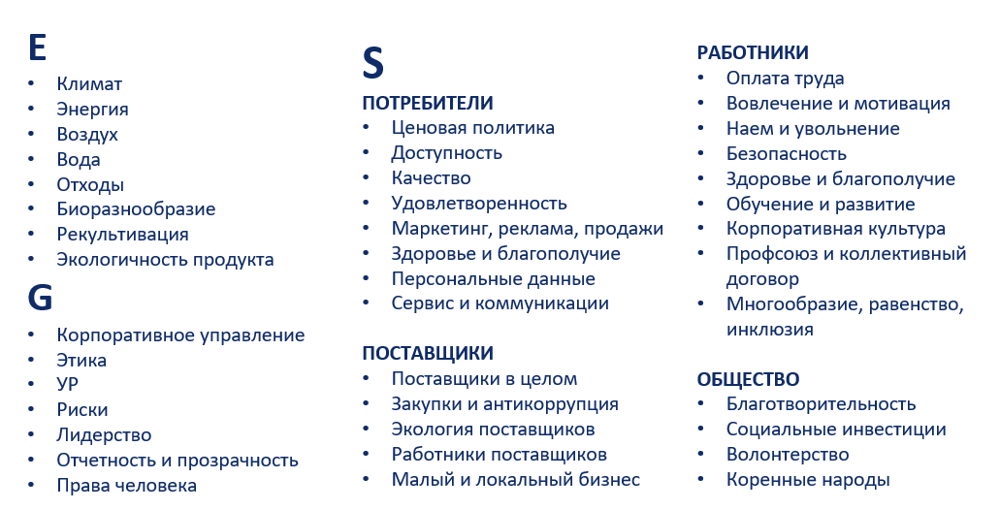 E
• Климат
• Энергия
• Воздух
• Вода
• Отходы
• Биоразнообразие
• Рекультивация
• Экологичность продукта
G
• Корпоративное управление
• Этика
• УР
• Риски
• Лидерство
• Отчетность и прозрачность
• Права человека
S
ПОТРЕБИТЕЛИ
• Ценовая политика
• Доступность
• Качество
• Удовлетворенность
• Маркетинг, реклама, продажи
• Здоровье и благополучие
• Персональные данные
• Сервис и коммуникации
ПОСТАВЩИКИ
• Поставщики в целом
• Закупки и антикоррупция
• Экология поставщиков
• Работники поставщиков
• Малый и локальный бизнес
РАБОТНИКИ
• Оплата труда
• Вовлечение и мотивация
• Наем и увольнение
• Безопасность
• Здоровье и благополучие
• Обучение и развитие
• Корпоративная культура
• Профсоюз и коллективный
договор
• Многообразие, равенство,
инклюзия
ОБЩЕСТВО
• Благотворительность
• Социальные инвестиции
• Волонтерство
• Коренные народы